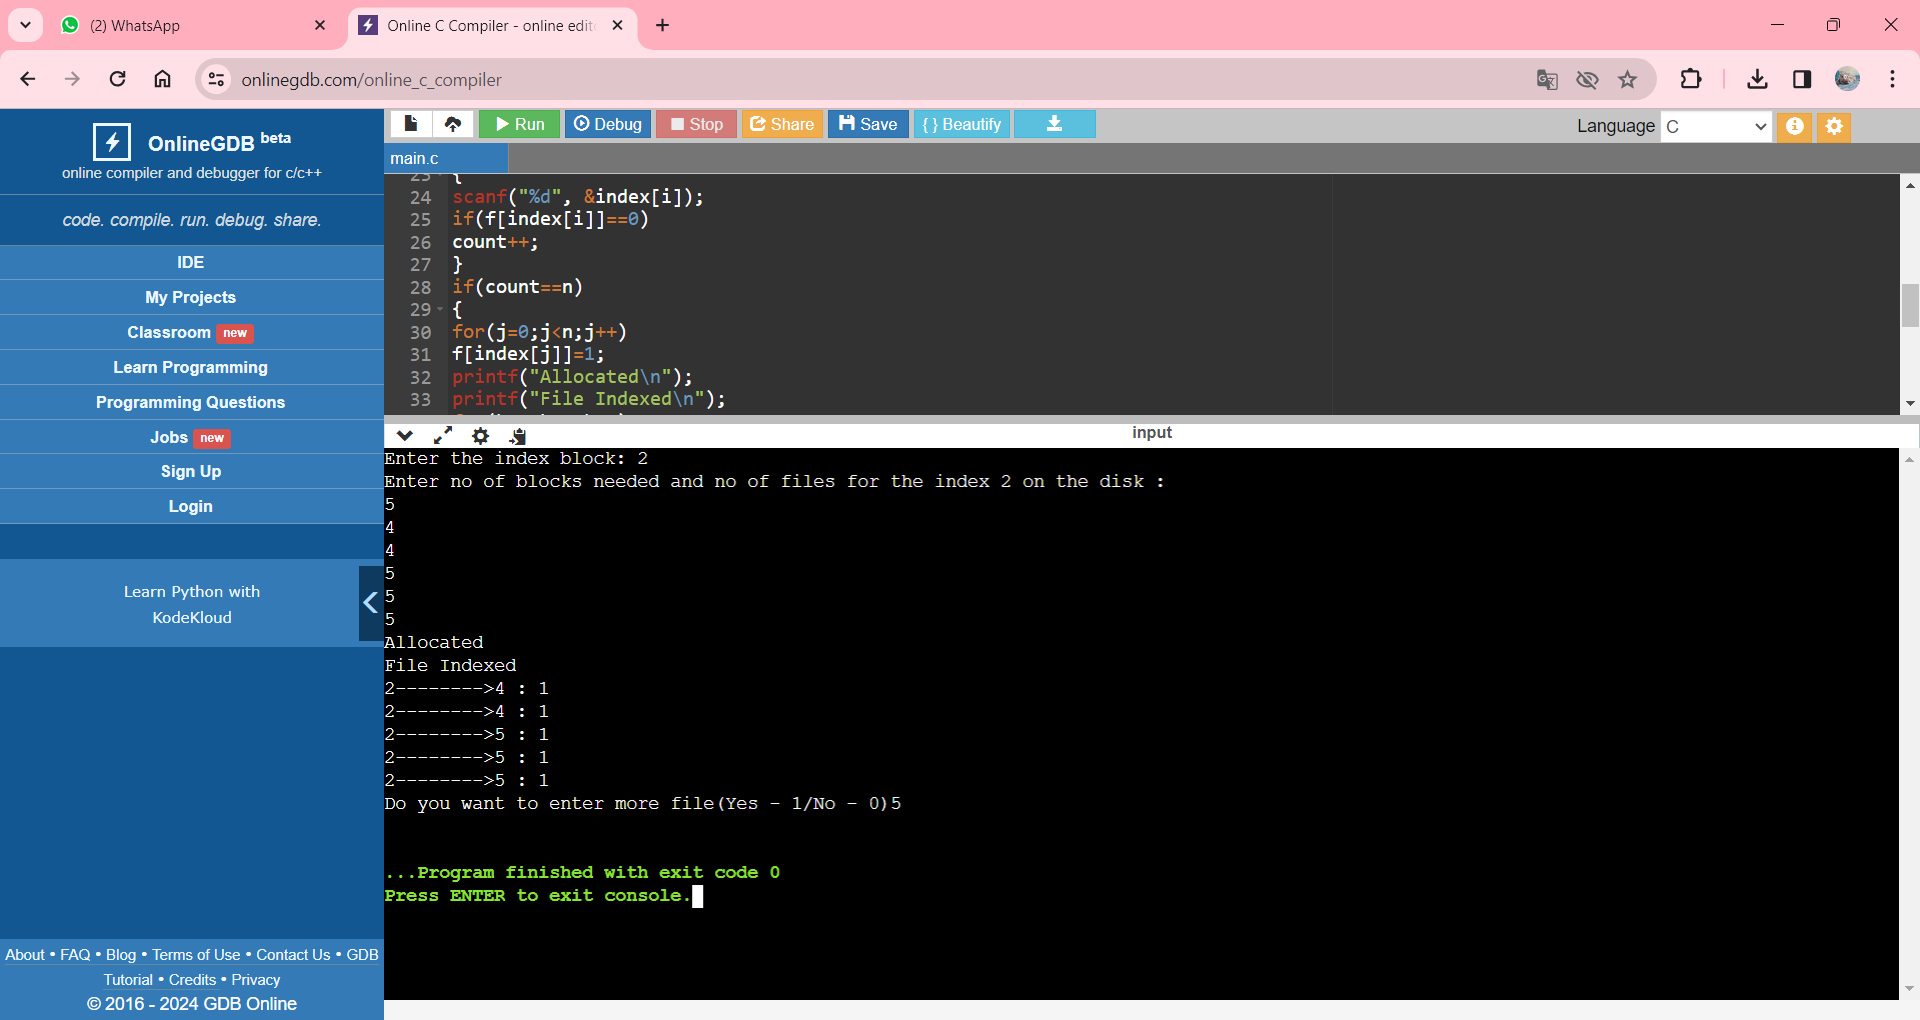 (2) WhatsApp
Online C Compiler - online edit
onlinegdb.com/online_c_compiler
OnlineGDB beta
online compiler and debugger for c/c++
code. compile. run. debug. share.
IDE
My Projects
Classroom new
Learn Programming
Programming Questions
Jobs new
Sign Up
Login
Learn Python with
KodeKloud
About • FAQ • Blog • Terms of Use • Contact Us • GDB
Tutorial • Credits • Privacy
© 2016 - 2024 GDB Online
Run Debug Stop Share Save { } Beautify
Language C
main.c
23 {
24 scanf("%d", &index[i]);
25 if(f[index[i]]==0)
26 count++;
27 }
28 if(count==n)
29 {
30 for(j=0;j<n;j++)
31 f[index[j]]=1;
32 printf("Allocated\n");
33 printf("File Indexed\n");
input
Enter the index block: 2
Enter no of blocks needed and no of files for the index 2 on the disk :
5
4
4
5
5
5
Allocated
File Indexed
2-------->4 : 1
2-------->4 : 1
2-------->5 : 1
2-------->5 : 1
2-------->5 : 1
Do you want to enter more file(Yes - 1/No - 0)5
...Program finished with exit code 0
Press ENTER to exit console.